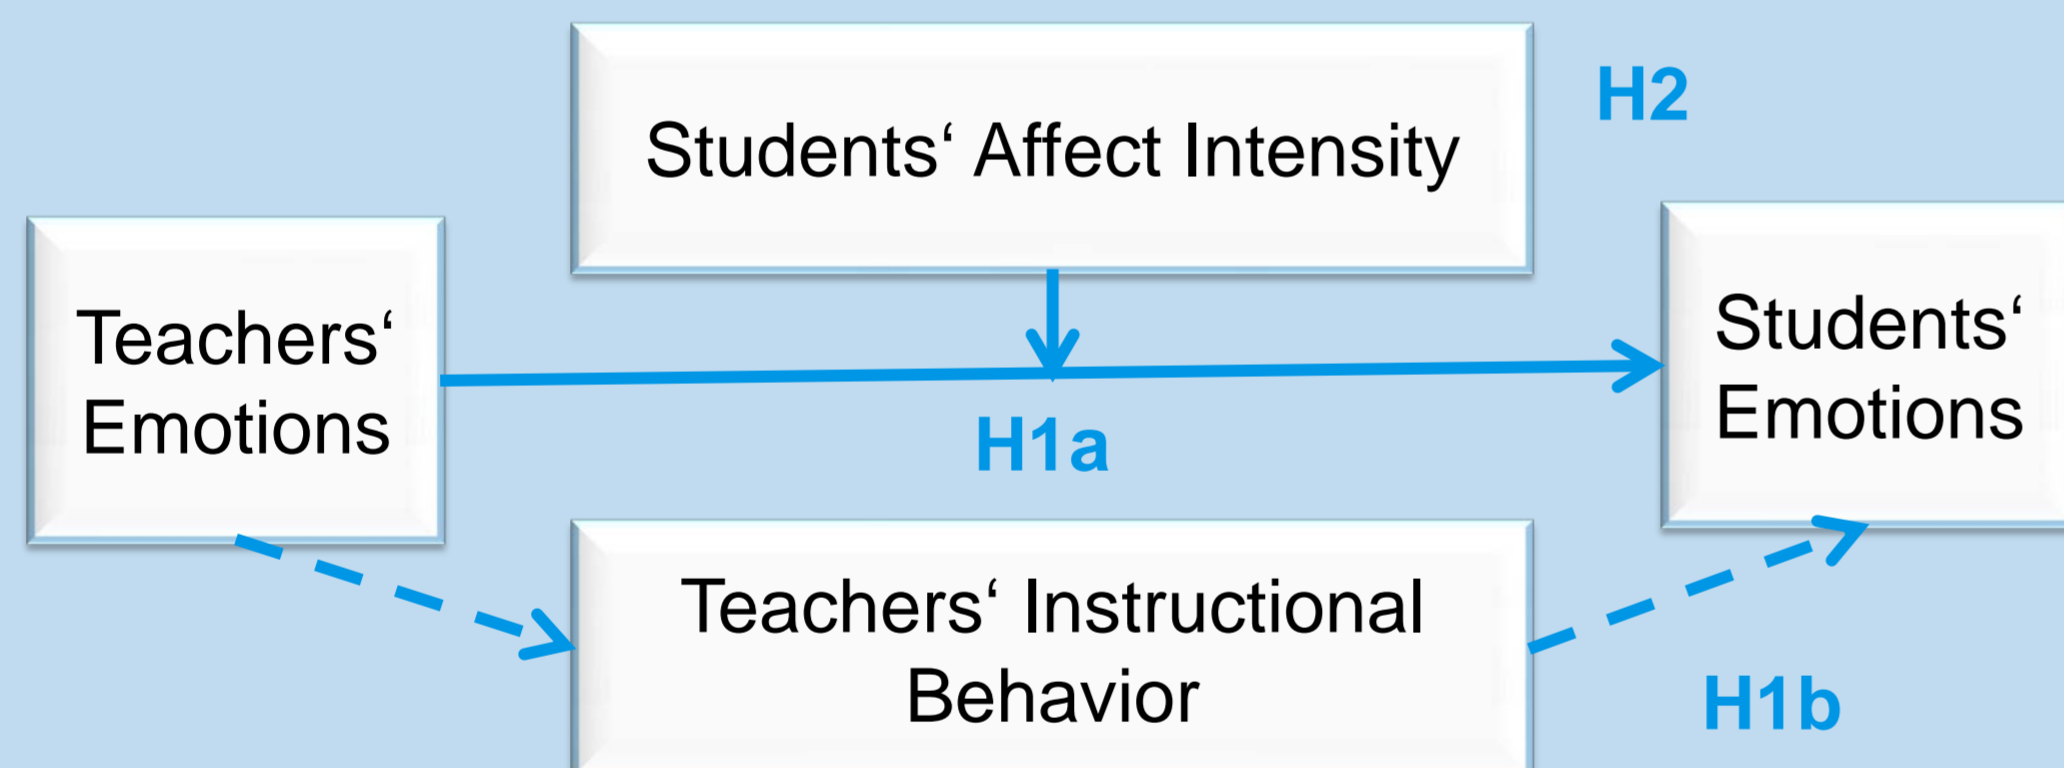 H2
Students‘ Affect Intensity
Teachers‘
Emotions
Students‘
Emotions
H1a
Teachers‘ Instructional
Behavior
H1b